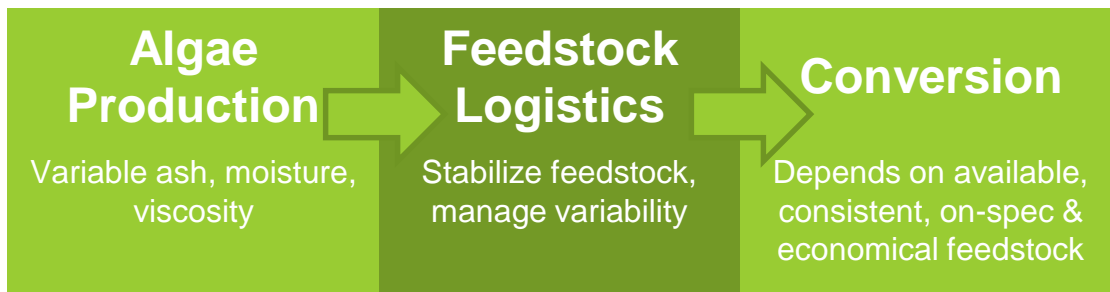 Algae
Production
Variable ash, moisture,
viscosity
Feedstock
Logistics
Stabilize feedstock,
manage variability
Conversion
Depends on available,
consistent, on-spec &
economical feedstock